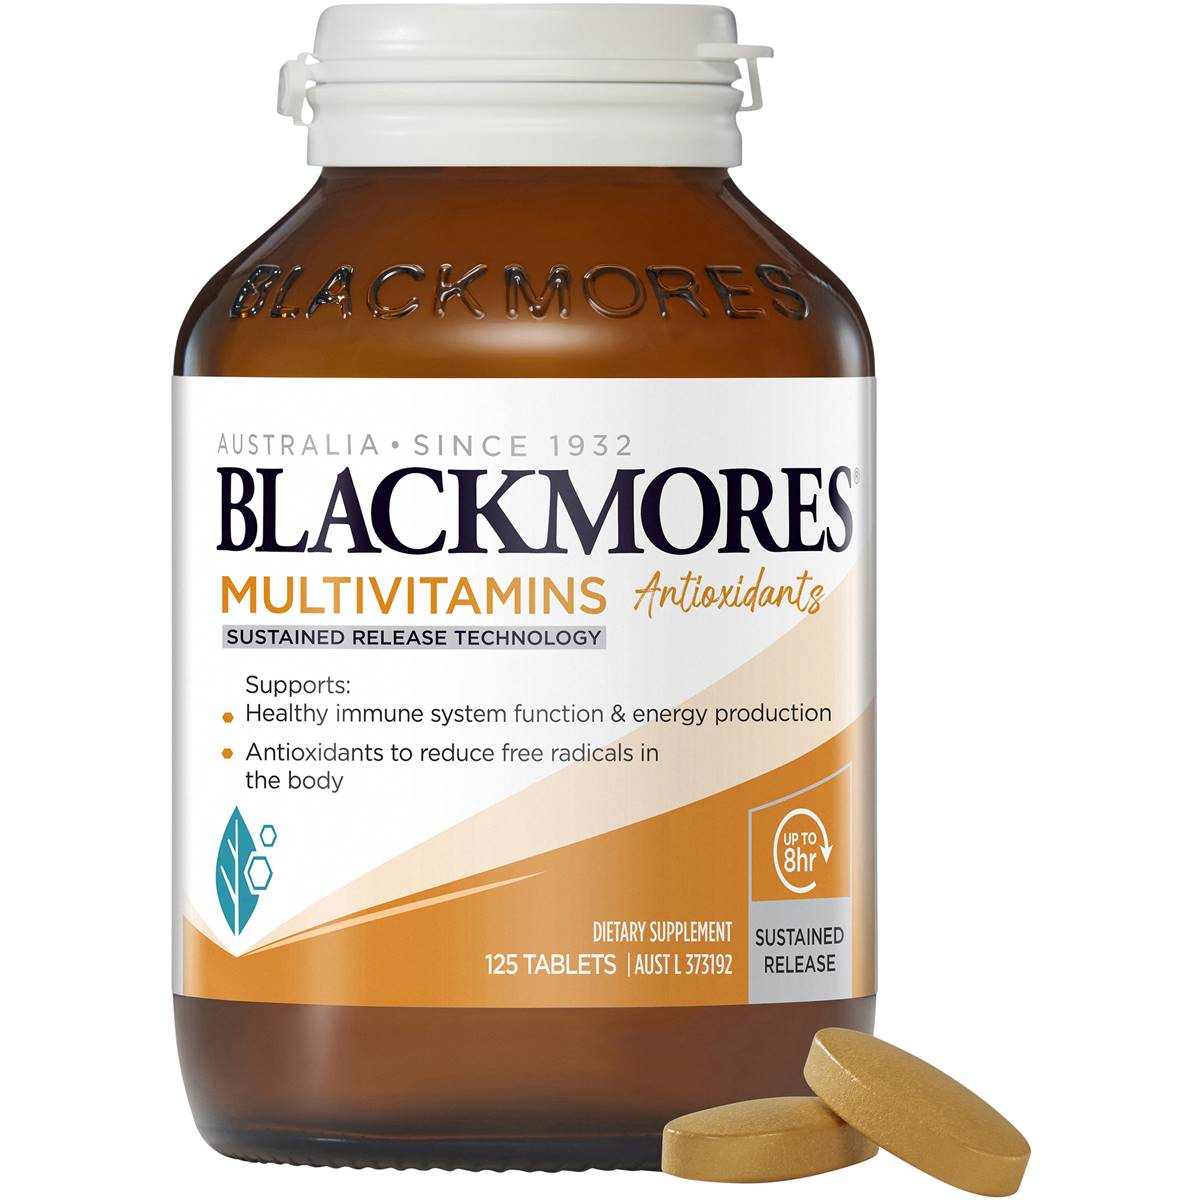 BLACKMORES
AUSTRALIA • SINCE 1932
BLACKMORES®
MULTIVITAMINS Antioxidants
SUSTAINED RELEASE TECHNOLOGY
Supports:
Healthy immune system function & energy production
Antioxidants to reduce free radicals in
the body
UP TO
8hr
DIETARY SUPPLEMENT
125 TABLETS | AUST L 373192
SUSTAINED
RELEASE